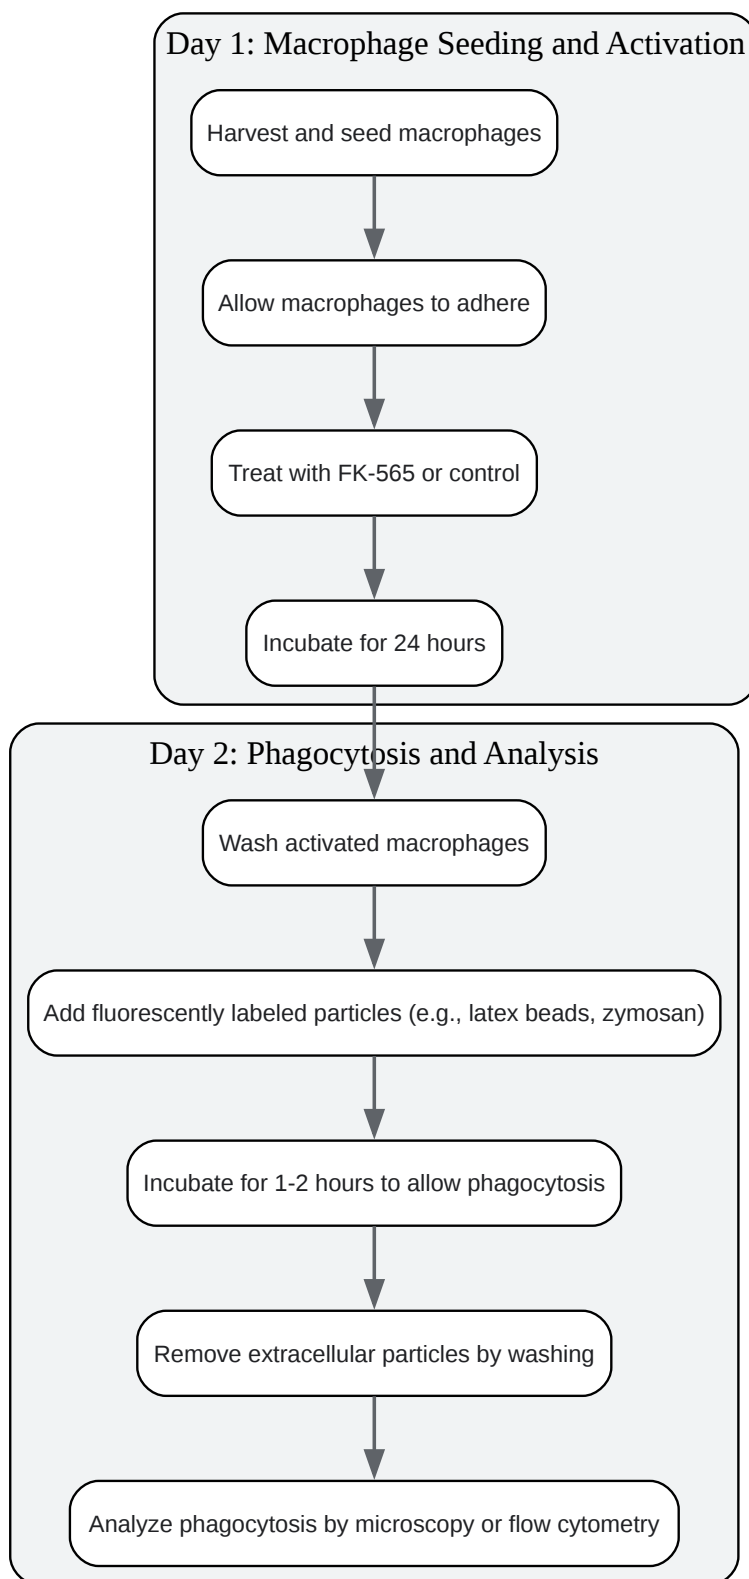 Day 1: Macrophage Seeding and Activation
Harvest and seed macrophages
Allow macrophages to adhere
Treat with FK-565 or control
Incubate for 24 hours
Day 2: Phagocytosis and Analysis
Wash activated macrophages
Add fluorescently labeled particles (e.g., latex beads, zymosan)
Incubate for 1-2 hours to allow phagocytosis
Remove extracellular particles by washing
Analyze phagocytosis by microscopy or flow cytometry